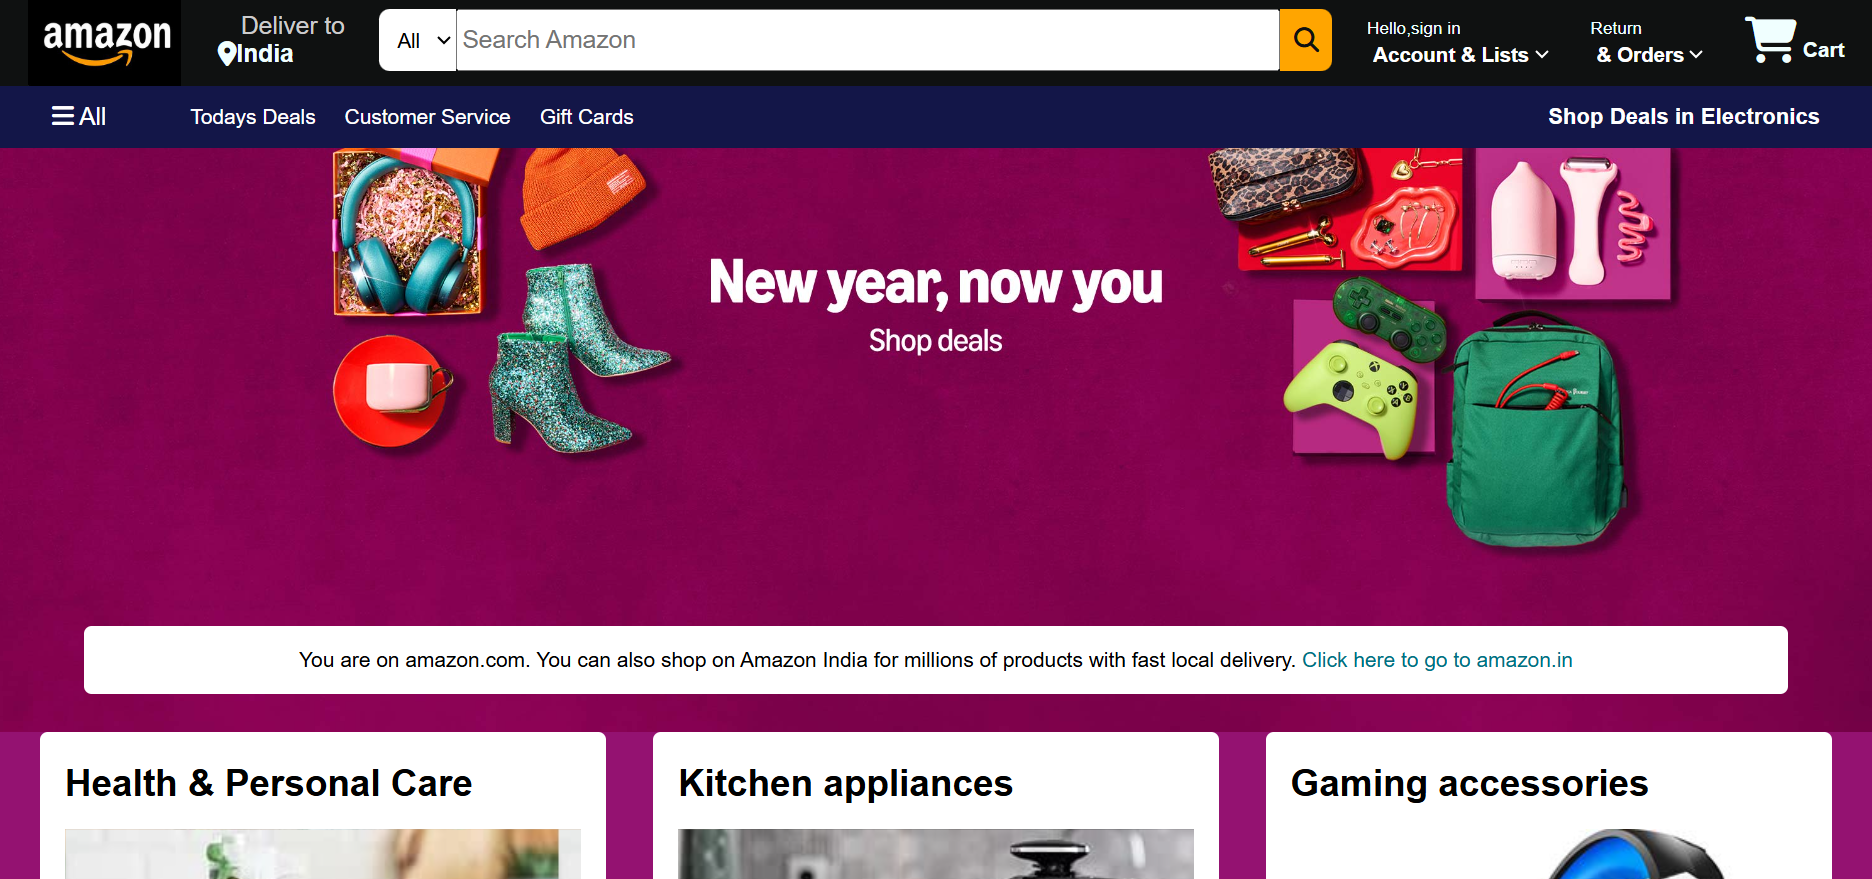 amazon
Deliver to
India
All
Search Amazon
Hello,sign in
Account & Lists
Return
& Orders
Cart
All
Todays Deals
Customer Service
Gift Cards
Shop Deals in Electronics
New year, now you
Shop deals
You are on amazon.com. You can also shop on Amazon India for millions of products with fast local delivery. Click here to go to amazon.in
Health & Personal Care
Kitchen appliances
Gaming accessories